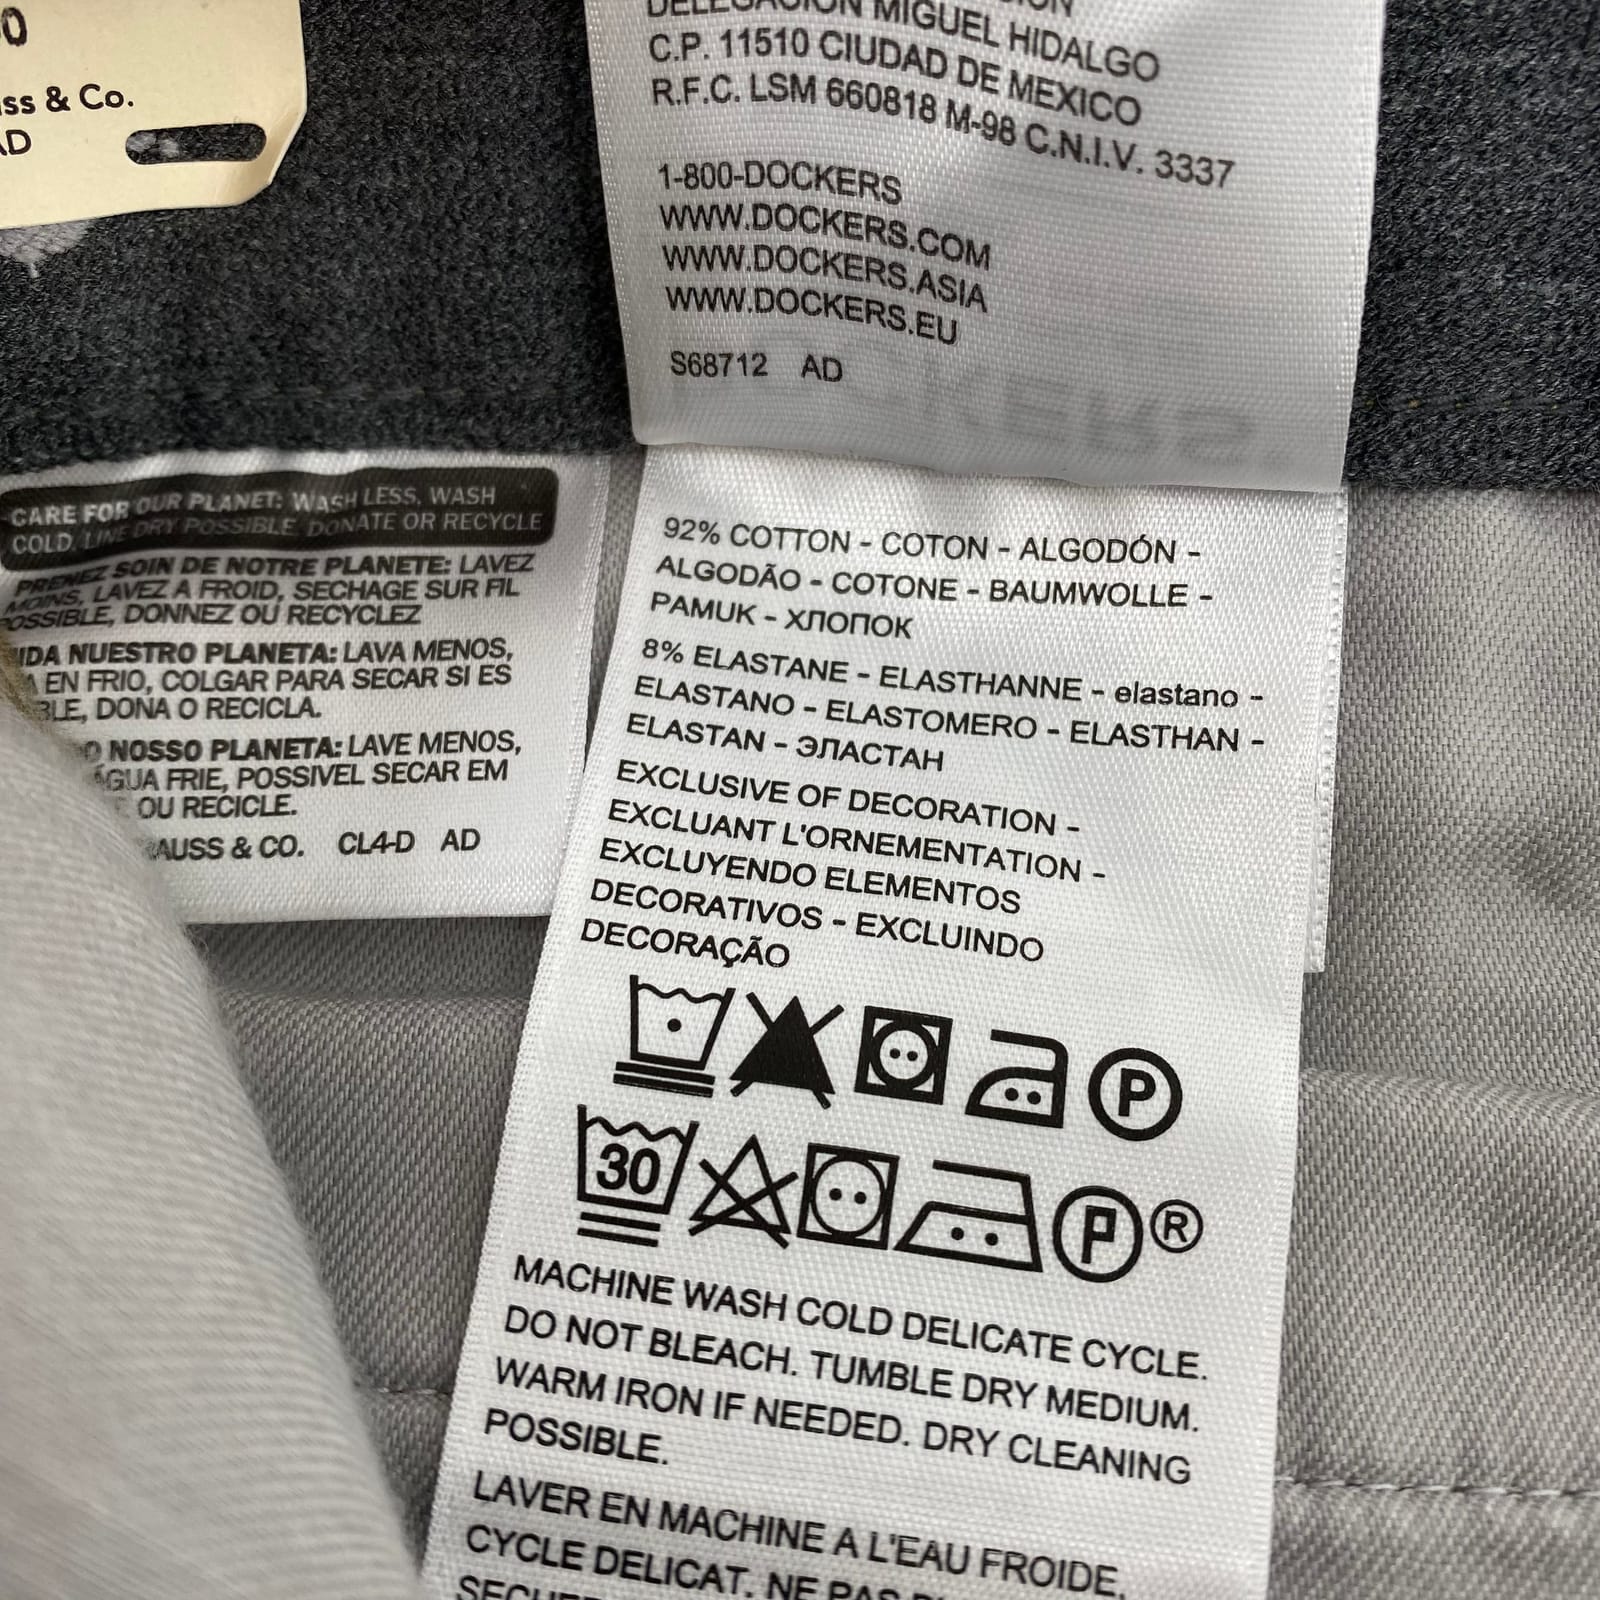 0
ss & Co.
AD
DELEGACIÓN MIGUEL HIDALGO
C.P. 11510 CIUDAD DE MEXICO
R.F.C. LSM 660818 M-98 C.N.I.V. 3337
1-800-DOCKERS
WWW.DOCKERS.COM
WWW.DOCKERS.ASIA
WWW.DOCKERS.EU
S68712 AD
CARE FOR OUR PLANET: WASH LESS, WASH
COLD, LINE DRY POSSIBLE, DONATE OR RECYCLE
PRENEZ SOIN DE NOTRE PLANETE: LAVEZ
MOINS, LAVEZ A FROID, SECHAGE SUR FIL
POSSIBLE, DONNEZ OU RECYCLEZ
IDA NUESTRO PLANETA: LAVA MENOS,
A EN FRIO, COLGAR PARA SECAR SI ES
BLE, DONA O RECICLA.
O NOSSO PLANETA: LAVE MENOS,
ÁGUA FRIE, POSSIVEL SECAR EM
OU RECICLE.
AUSS & CO. CL4-D AD
92% COTTON - COTON - ALGODÓN -
ALGODÃO - COTONE - BAUMWOLLE -
PAMUK - ХЛОПОК
8% ELASTANE - ELASTHANNE - elastano -
ELASTANO - ELASTOMERO - ELASTHAN -
ELASTAN - ЭЛАСТАН
EXCLUSIVE OF DECORATION -
EXCLUANT L'ORNEMENTATION -
EXCLUYENDO ELEMENTOS
DECORATIVOS - EXCLUINDO
DECORAÇÃO
P
30 P ®
MACHINE WASH COLD DELICATE CYCLE.
DO NOT BLEACH. TUMBLE DRY MEDIUM.
WARM IRON IF NEEDED. DRY CLEANING
POSSIBLE.
LAVER EN MACHINE A L'EAU FROIDE,
CYCLE DELICAT. NE PAS